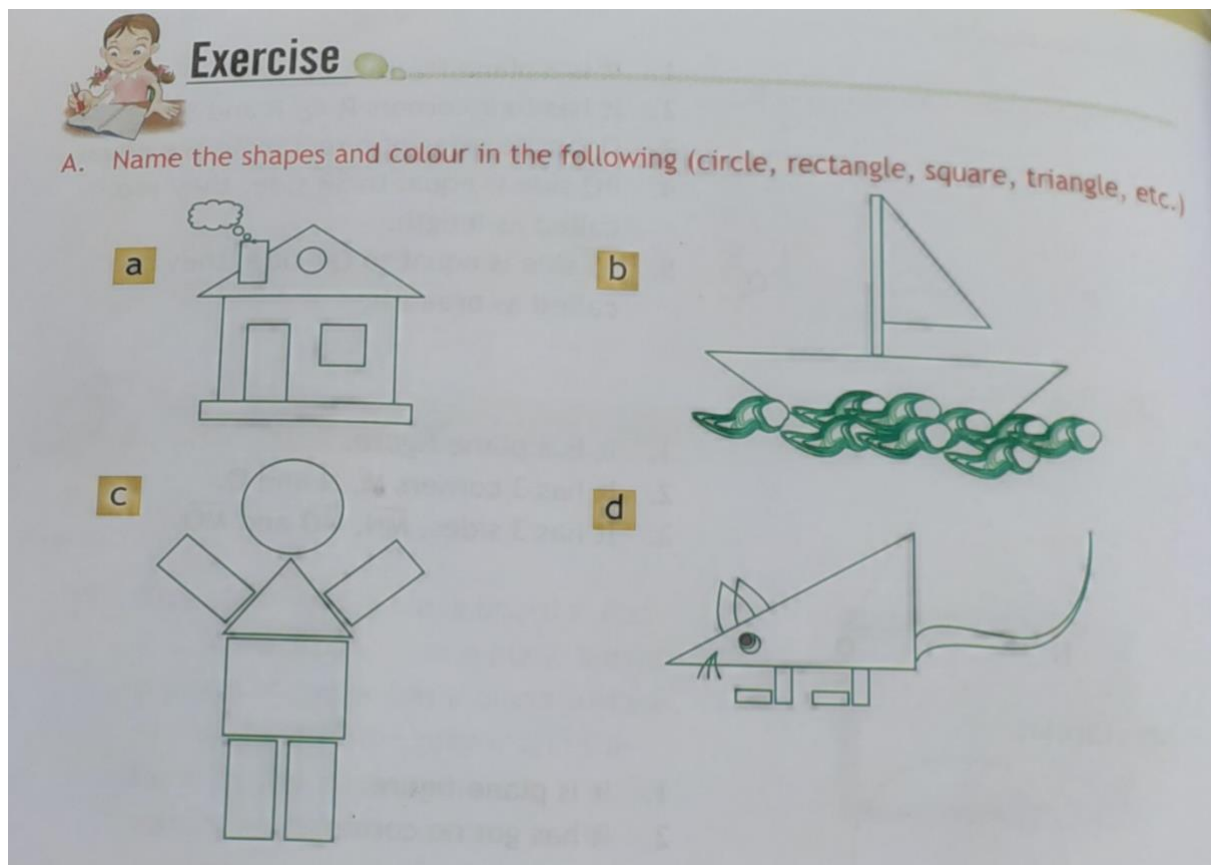 Exercise
A. Name the shapes and colour in the following (circle, rectangle, square, triangle, etc.)
a
b
c
d